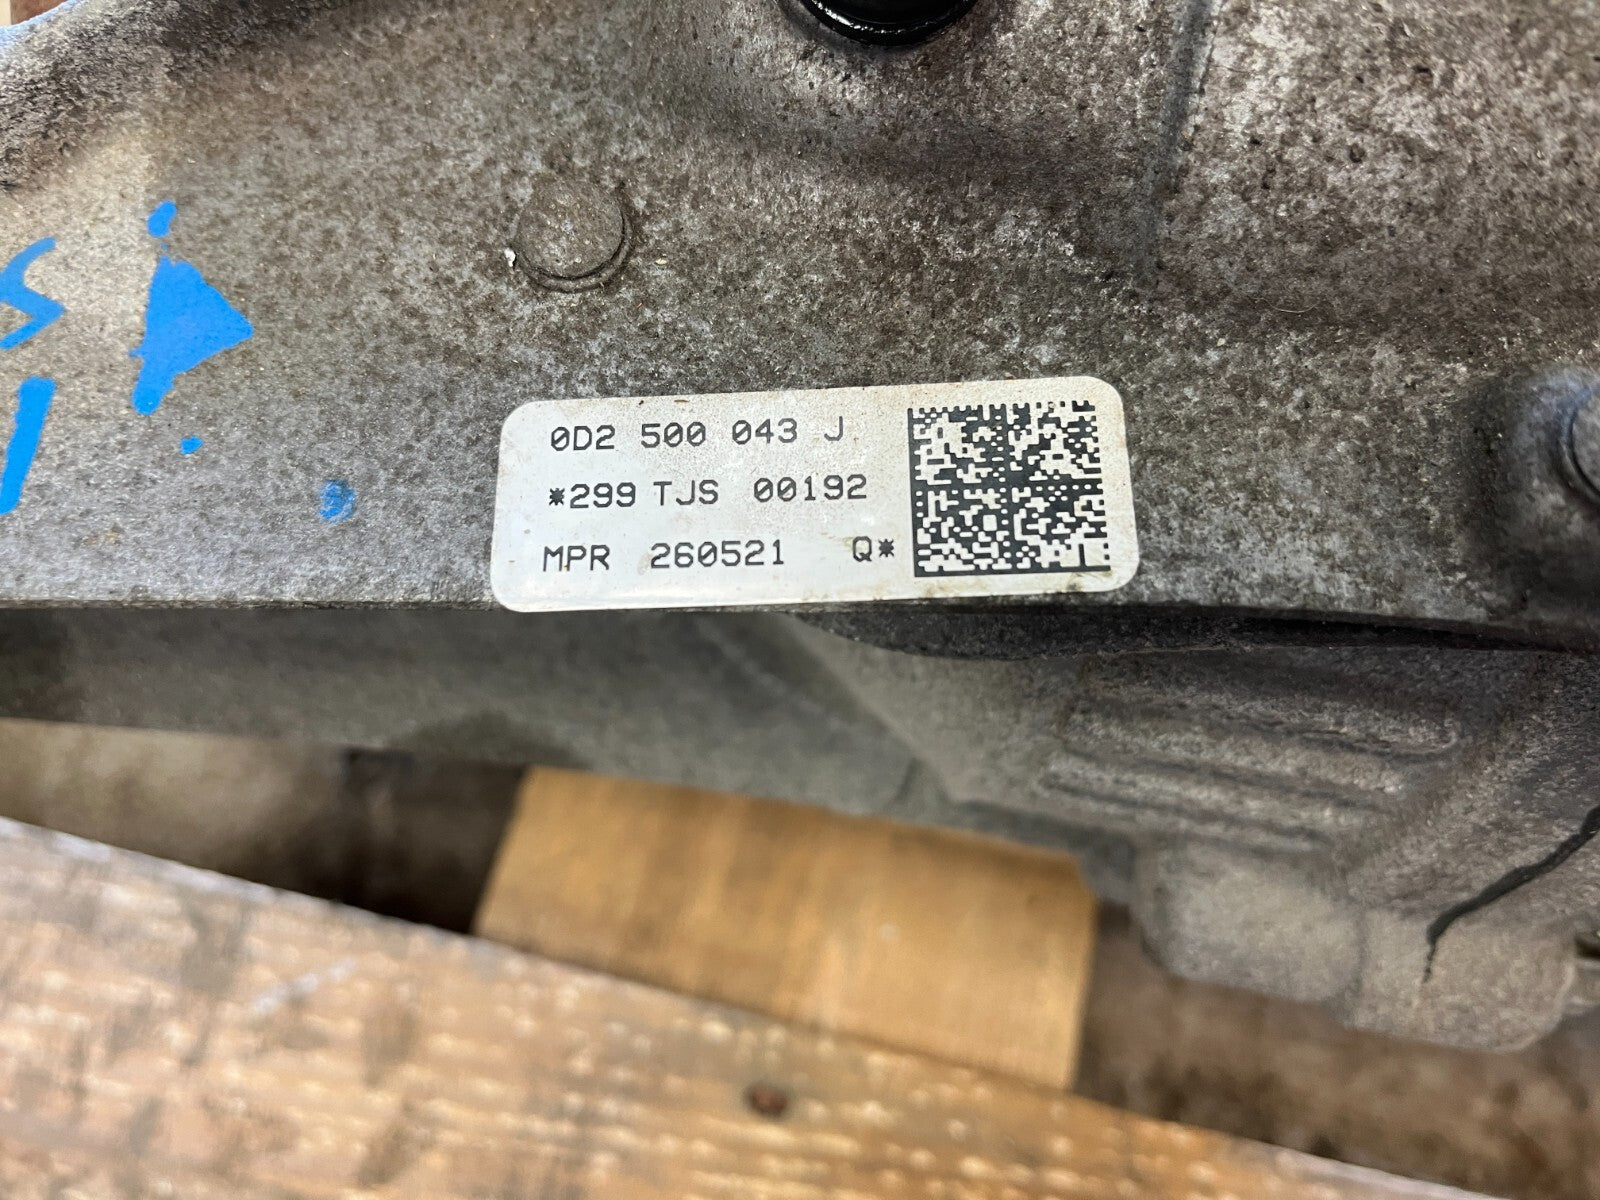 0D2 500 043 J
*299 TJS 00192
MPR 260521 Q*